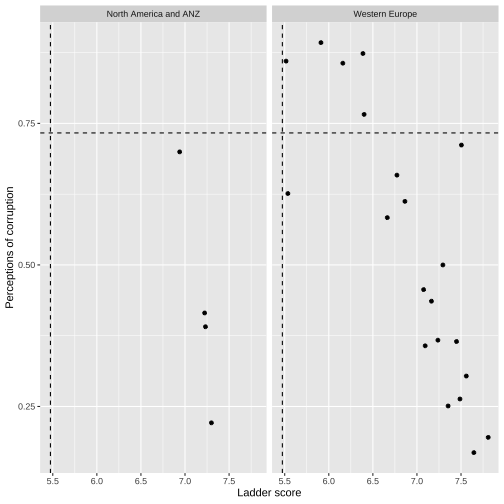 North America and ANZ
Western Europe
Perceptions of corruption
0.75
0.50
0.25
5.5 6.0 6.5 7.0 7.5
5.5 6.0 6.5 7.0 7.5
Ladder score